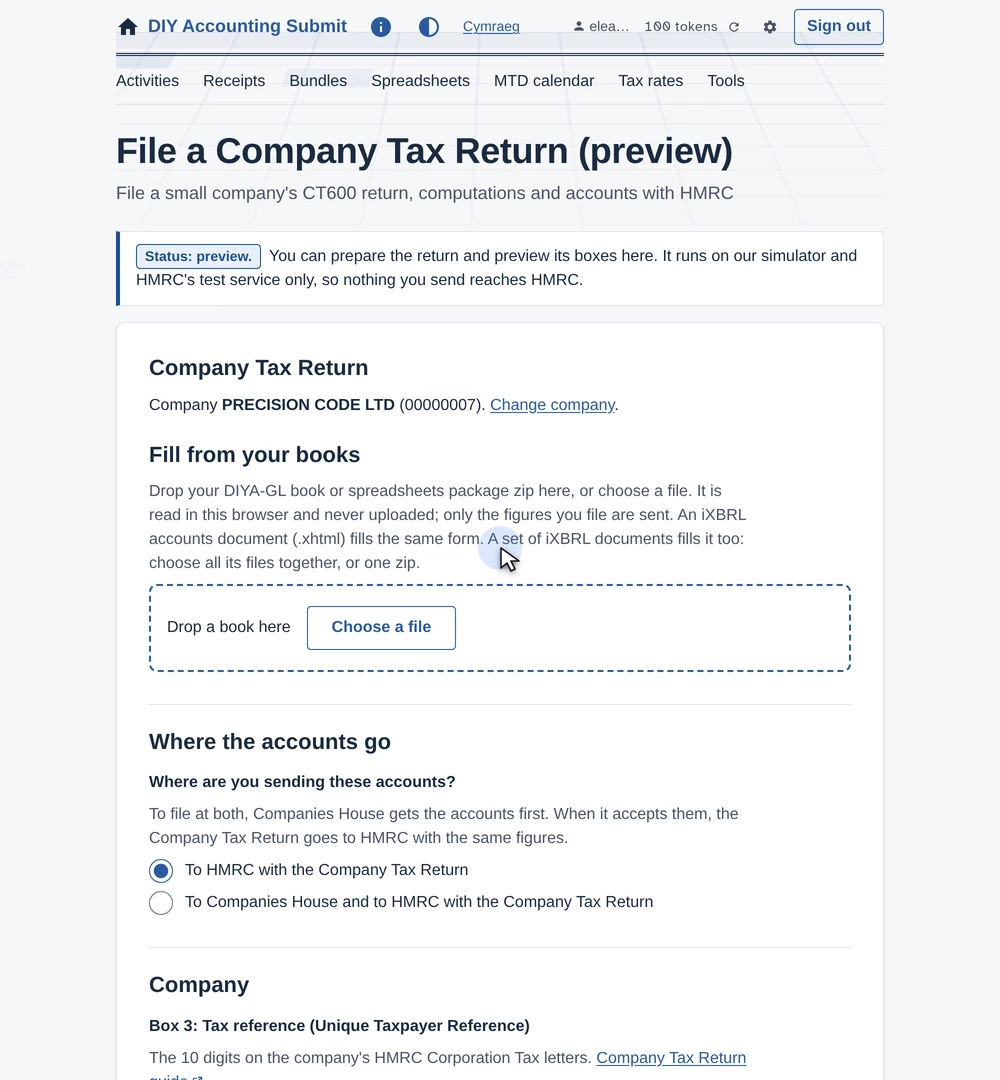 DIY Accounting Submit Cymraeg elea... 100 tokens Sign out
Activities Receipts Bundles Spreadsheets MTD calendar Tax rates Tools
File a Company Tax Return (preview)
File a small company's CT600 return, computations and accounts with HMRC
Status: preview. You can prepare the return and preview its boxes here. It runs on our simulator and
HMRC's test service only, so nothing you send reaches HMRC.
Company Tax Return
Company PRECISION CODE LTD (00000007). Change company.
Fill from your books
Drop your DIYA-GL book or spreadsheets package zip here, or choose a file. It is
read in this browser and never uploaded; only the figures you file are sent. An iXBRL
accounts document (.xhtml) fills the same form. A set of iXBRL documents fills it too:
choose all its files together, or one zip.
Drop a book here Choose a file
Where the accounts go
Where are you sending these accounts?
To file at both, Companies House gets the accounts first. When it accepts them, the
Company Tax Return goes to HMRC with the same figures.
To HMRC with the Company Tax Return
To Companies House and to HMRC with the Company Tax Return
Company
Box 3: Tax reference (Unique Taxpayer Reference)
The 10 digits on the company's HMRC Corporation Tax letters. Company Tax Return
guide